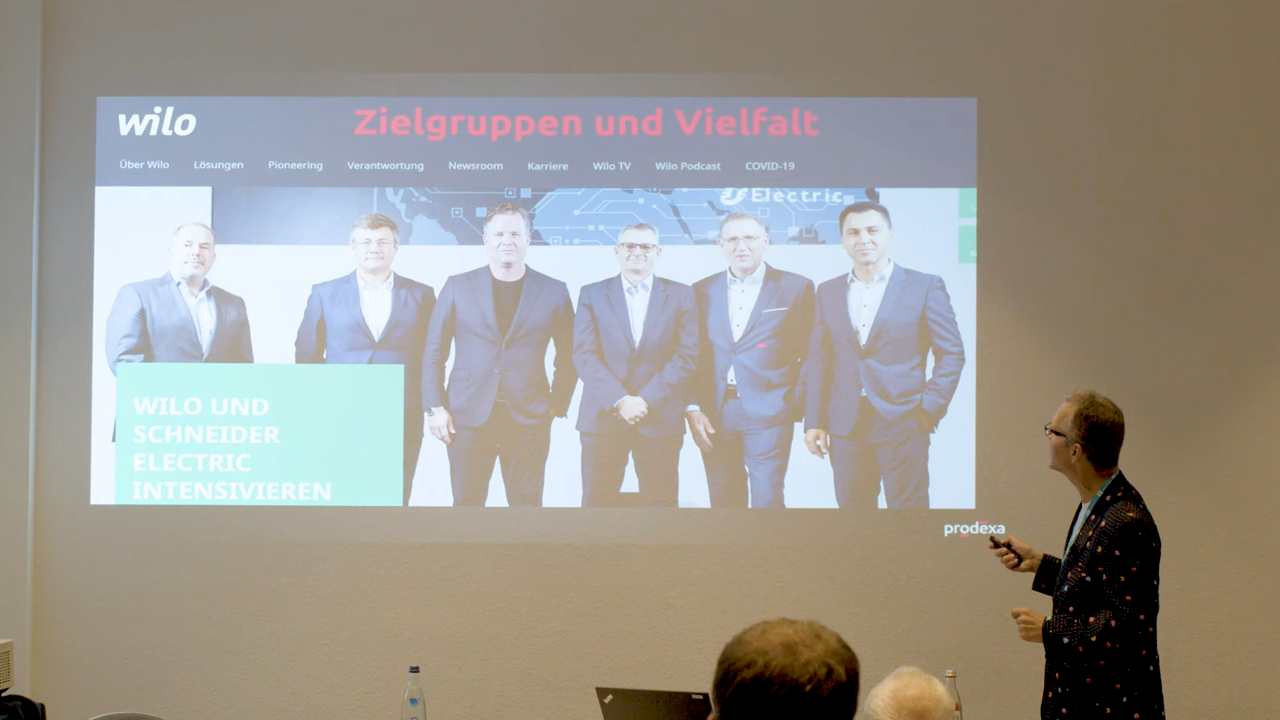 wilo
Zielgruppen und Vielfalt
Über Wilo Lösungen Pioneering Verantwortung Newsroom Karriere Wilo TV Wilo Podcast COVID-19
Electric
WILO UND
SCHNEIDER
ELECTRIC
INTENSIVIEREN
prodexa